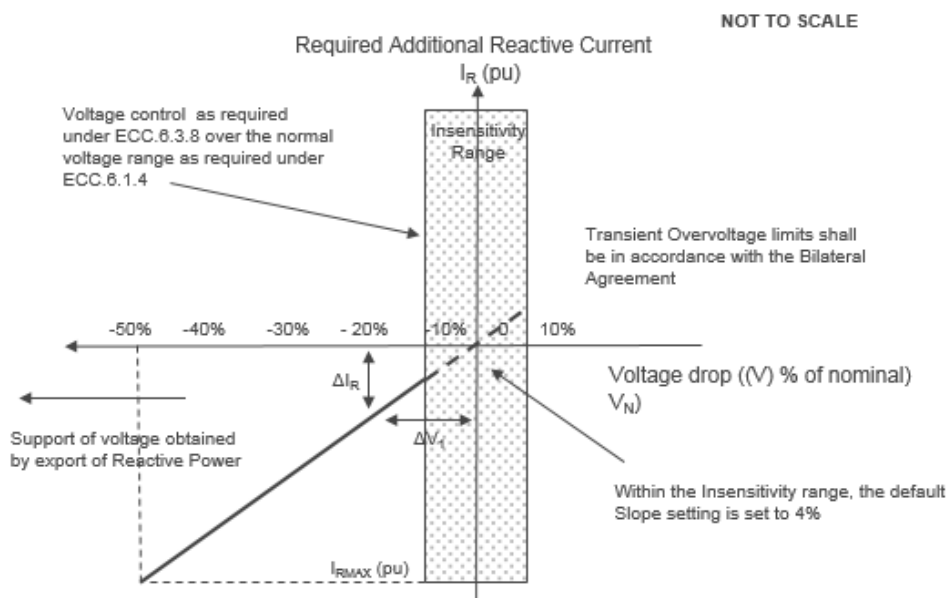 NOT TO SCALE
Required Additional Reactive Current
I_R (pu)
Voltage control as required
under ECC.6.3.8 over the normal
voltage range as required under
ECC.6.1.4
Insensitivity
Range
Transient Overvoltage limits shall
be in accordance with the Bilateral
Agreement
-50% -40% -30% - 20% -10% 0 10%
ΔI_R
Voltage drop ((V) % of nominal)
V_N)
ΔV_1
Support of voltage obtained
by export of Reactive Power
Within the Insensitivity range, the default
Slope setting is set to 4%
I_RMAX (pu)